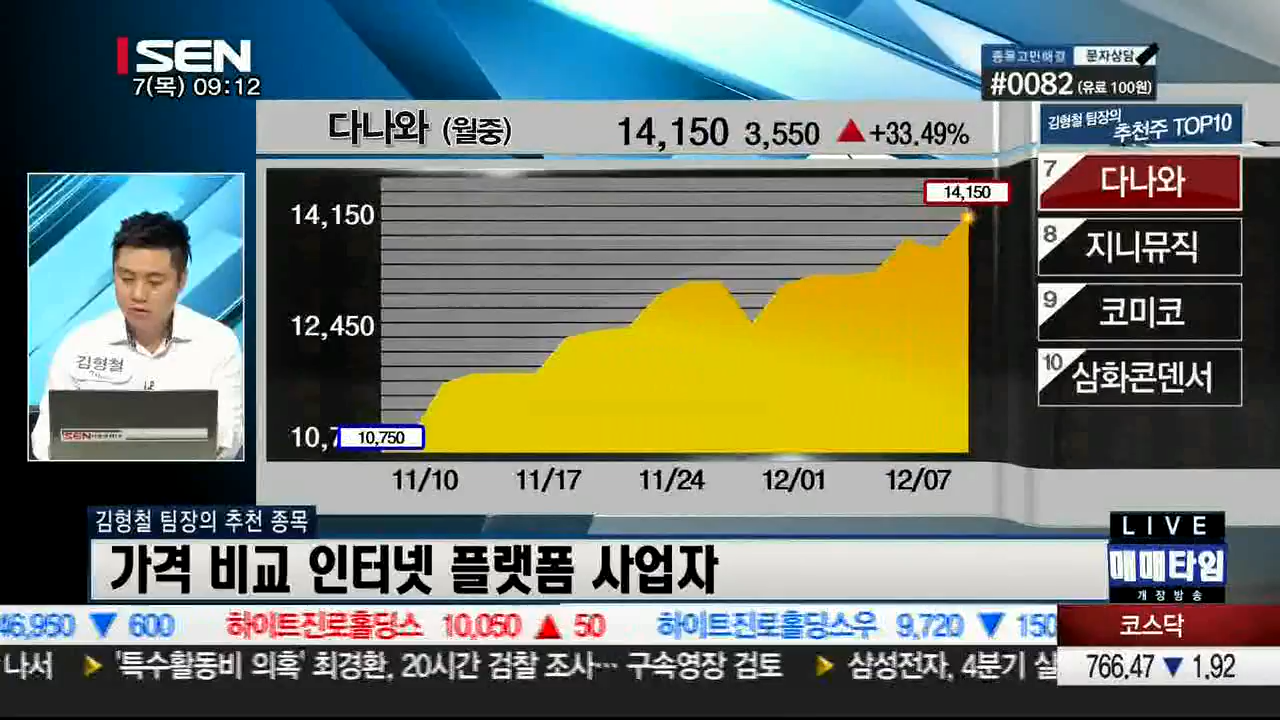 SEN
7(목) 09:12
종목고민해결 문자상담
#0082 (유료 100원)
다나와 (월중) 14,150 3,550 ▲ +33.49%
김형철 팀장의
추천주 TOP10
7 다나와
8 지니뮤직
9 코미코
10 삼화콘덴서
14,150
14,150
12,450
10,7
10,750
11/10 11/17 11/24 12/01 12/07
김형철
SEN
김형철 팀장의 추천 종목
가격 비교 인터넷 플랫폼 사업자
LIVE
매매타임
개장방송
46,950 ▼ 600 하이트진로홀딩스 10,050 ▲ 50 하이트진로홀딩스우 9,720 ▼ 150
코스닥
나서 ▶ '특수활동비 의혹' 최경환, 20시간 검찰 조사… 구속영장 검토 ▶ 삼성전자, 4분기 실
766.47 ▼ 1.92